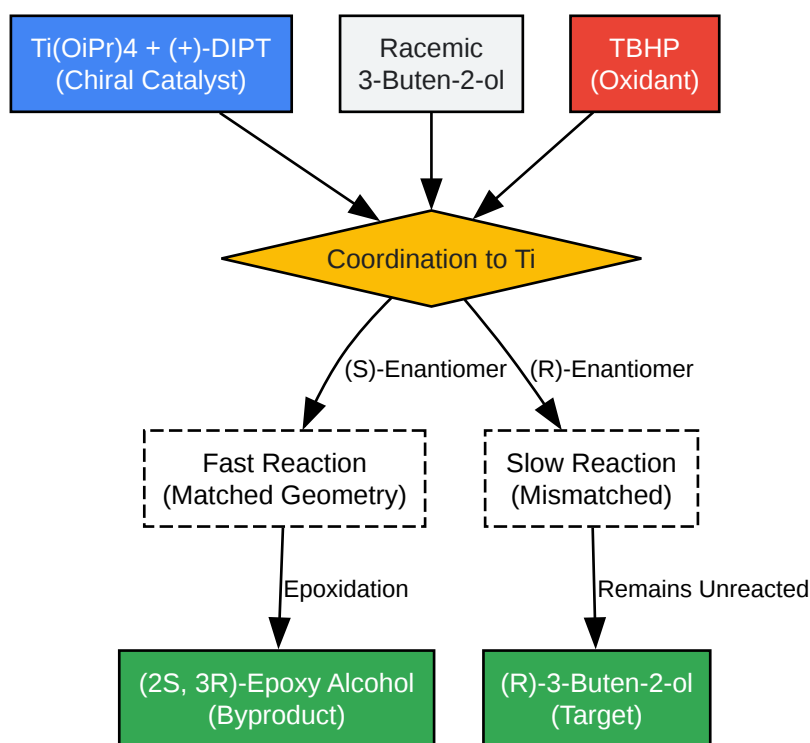 Ti(OiPr)4 + (+)-DIPT
(Chiral Catalyst)
Racemic
3-Buten-2-ol
TBHP
(Oxidant)
Coordination to Ti
(S)-Enantiomer
(R)-Enantiomer
Fast Reaction
(Matched Geometry)
Slow Reaction
(Mismatched)
Epoxidation
Remains Unreacted
(2S, 3R)-Epoxy Alcohol
(Byproduct)
(R)-3-Buten-2-ol
(Target)